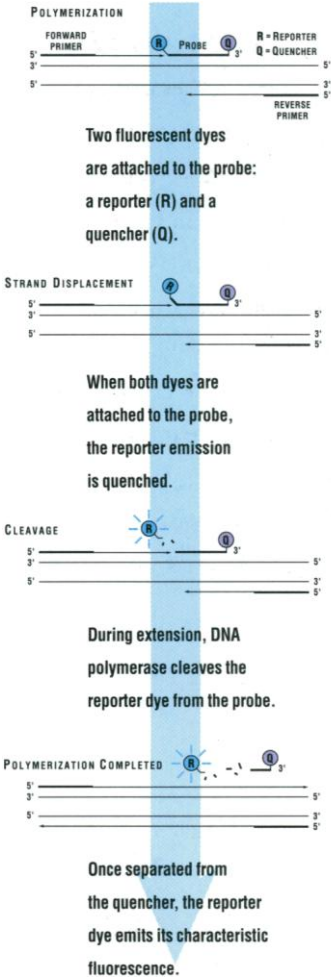 POLYMERIZATION
FORWARD PRIMER
R PROBE Q
R = REPORTER
Q = QUENCHER
5' 3'
3' 5'
5' 3'
5'
REVERSE PRIMER
Two fluorescent dyes
are attached to the probe:
a reporter (R) and a
quencher (Q).
STRAND DISPLACEMENT
R Q
5' 3'
3' 5'
5' 3'
5'
When both dyes are
attached to the probe,
the reporter emission
is quenched.
CLEAVAGE
R Q
5' 3'
3' 5'
5' 3'
5'
During extension, DNA
polymerase cleaves the
reporter dye from the probe.
POLYMERIZATION COMPLETED
R Q
3'
5'
3' 5'
5' 3'
5'
Once separated from
the quencher, the reporter
dye emits its characteristic
fluorescence.